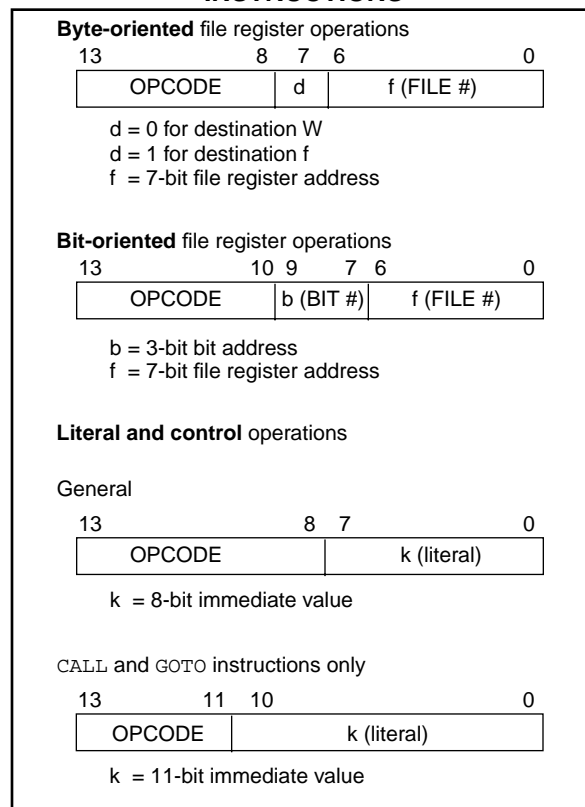 INSTRUCTIONS
Byte-oriented file register operations
13 8 7 6 0
OPCODE d f (FILE #)
d = 0 for destination W
d = 1 for destination f
f = 7-bit file register address
Bit-oriented file register operations
13 10 9 7 6 0
OPCODE b (BIT #) f (FILE #)
b = 3-bit bit address
f = 7-bit file register address
Literal and control operations
General
13 8 7 0
OPCODE k (literal)
k = 8-bit immediate value
CALL and GOTO instructions only
13 11 10 0
OPCODE k (literal)
k = 11-bit immediate value